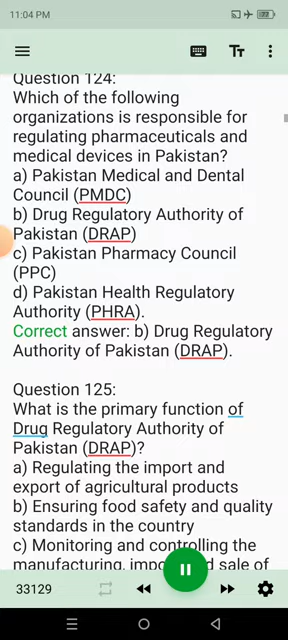 11:04 PM
Question 124:
Which of the following
organizations is responsible for
regulating pharmaceuticals and
medical devices in Pakistan?
a) Pakistan Medical and Dental
Council (PMDC)
b) Drug Regulatory Authority of
Pakistan (DRAP)
c) Pakistan Pharmacy Council
(PPC)
d) Pakistan Health Regulatory
Authority (PHRA).
Correct answer: b) Drug Regulatory
Authority of Pakistan (DRAP).
Question 125:
What is the primary function of
Drug Regulatory Authority of
Pakistan (DRAP)?
a) Regulating the import and
export of agricultural products
b) Ensuring food safety and quality
standards in the country
c) Monitoring and controlling the
manufacturing, sale of
33129